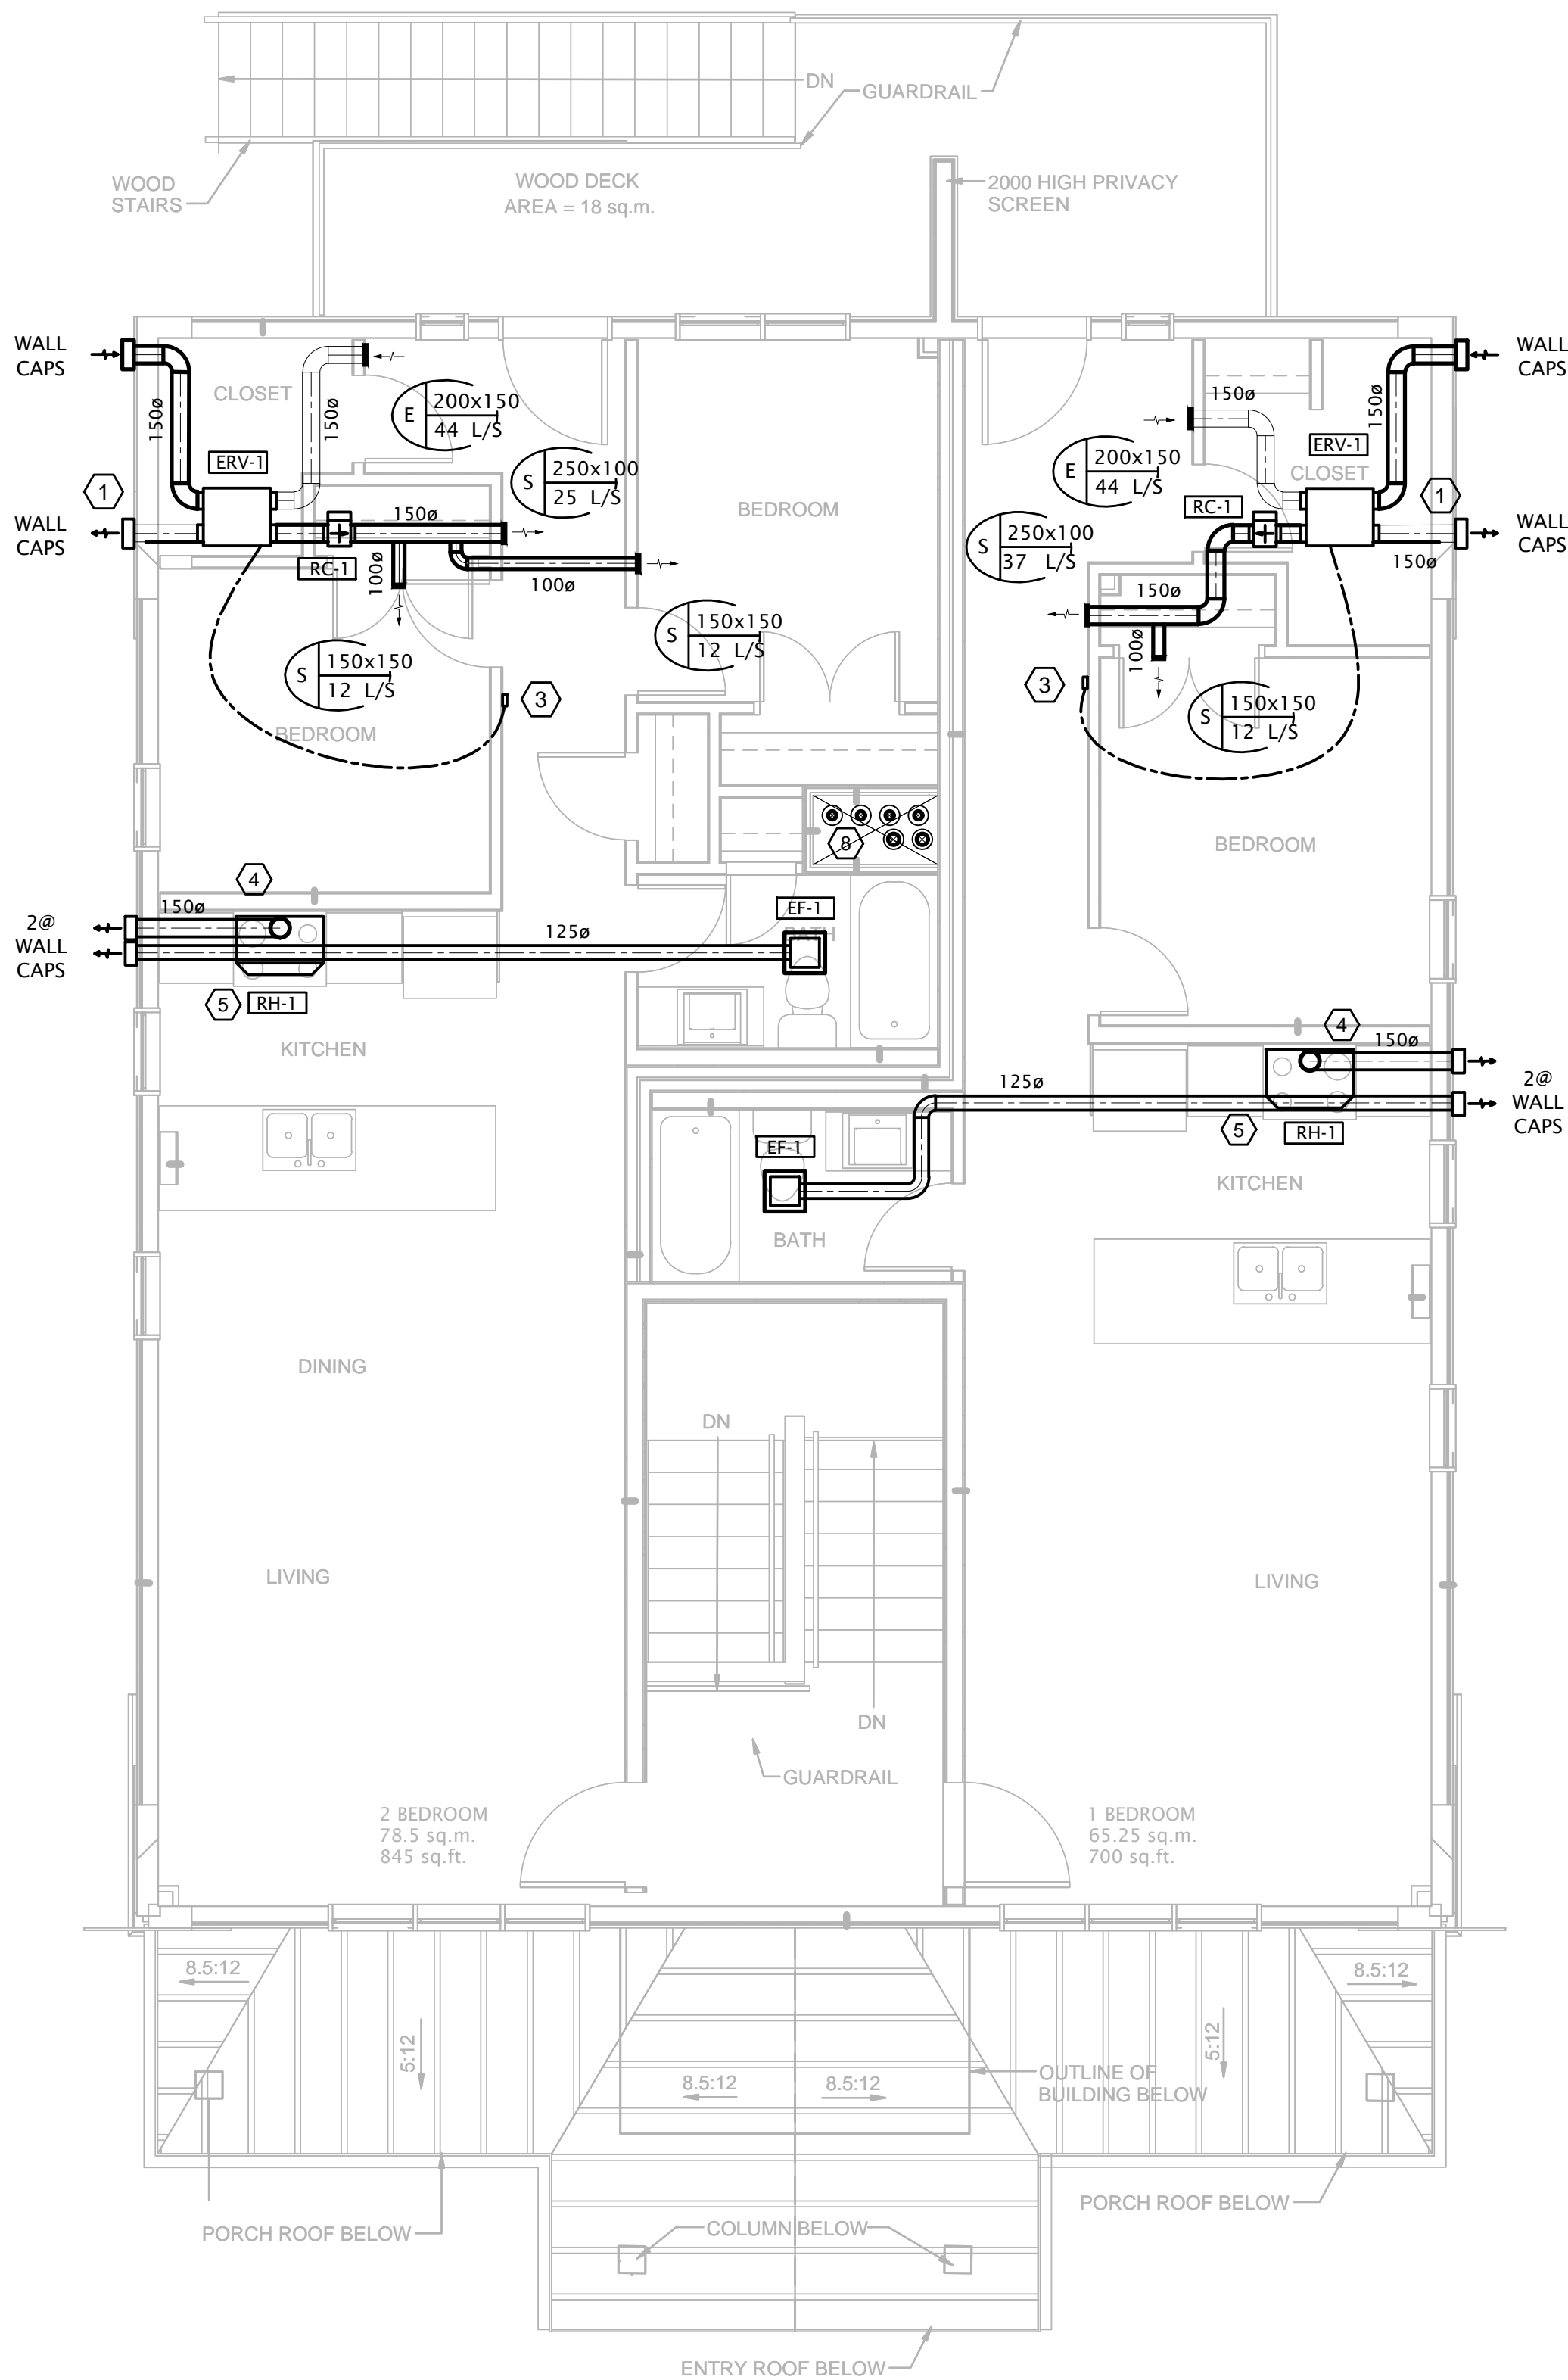 DN
GUARDRAIL
WOOD
STAIRS
WOOD DECK
AREA = 18 sq.m.
2000 HIGH PRIVACY
SCREEN
WALL
CAPS
CLOSET
150ø
150ø
E
200x150
44 L/S
ERV-1
S
250x100
25 L/S
1
WALL
CAPS
150ø
RC-1
100ø
100ø
BEDROOM
S
150x150
12 L/S
S
150x150
12 L/S
3
BEDROOM
WALL
CAPS
150ø
150ø
ERV-1
CLOSET
E
200x150
44 L/S
RC-1
1
WALL
CAPS
150ø
S
250x100
37 L/S
150ø
100ø
3
S
150x150
12 L/S
BEDROOM
8
4
150ø
2@
WALL
CAPS
125ø
EF-1
BATH
5
RH-1
KITCHEN
4
150ø
125ø
2@
WALL
CAPS
5
RH-1
KITCHEN
EF-1
BATH
DINING
DN
LIVING
LIVING
DN
GUARDRAIL
2 BEDROOM
78.5 sq.m.
845 sq.ft.
1 BEDROOM
65.25 sq.m.
700 sq.ft.
8.5:12
8.5:12
5:12
5:12
8.5:12
8.5:12
OUTLINE OF
BUILDING BELOW
PORCH ROOF BELOW
COLUMN BELOW
PORCH ROOF BELOW
ENTRY ROOF BELOW